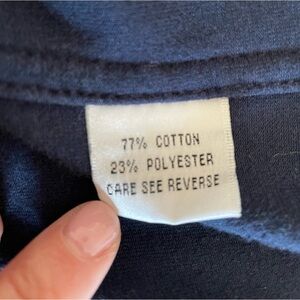 77% COTTON
23% POLYESTER
CARE SEE REVERSE